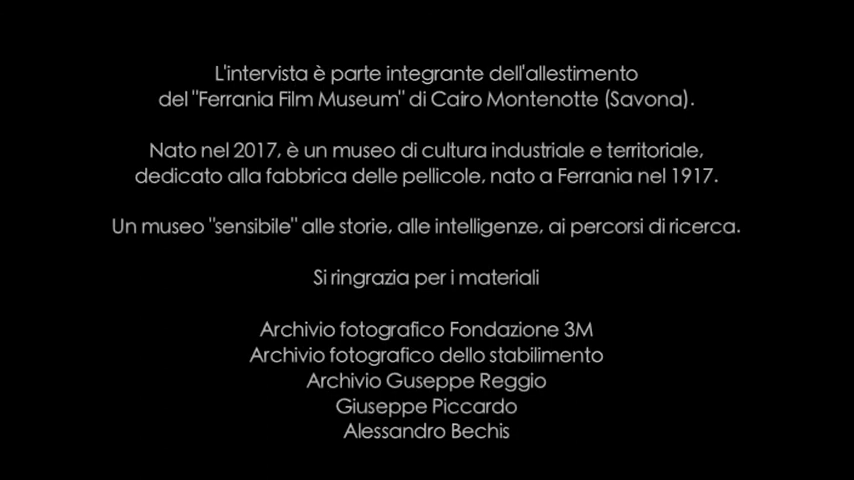 L'intervista è parte integrante dell'allestimento
del "Ferrania Film Museum" di Cairo Montenotte (Savona).
Nato nel 2017, è un museo di cultura industriale e territoriale,
dedicato alla fabbrica delle pellicole, nato a Ferrania nel 1917.
Un museo "sensibile" alle storie, alle intelligenze, ai percorsi di ricerca.
Si ringrazia per i materiali
Archivio fotografico Fondazione 3M
Archivio fotografico dello stabilimento
Archivio Guseppe Reggio
Giuseppe Piccardo
Alessandro Bechis